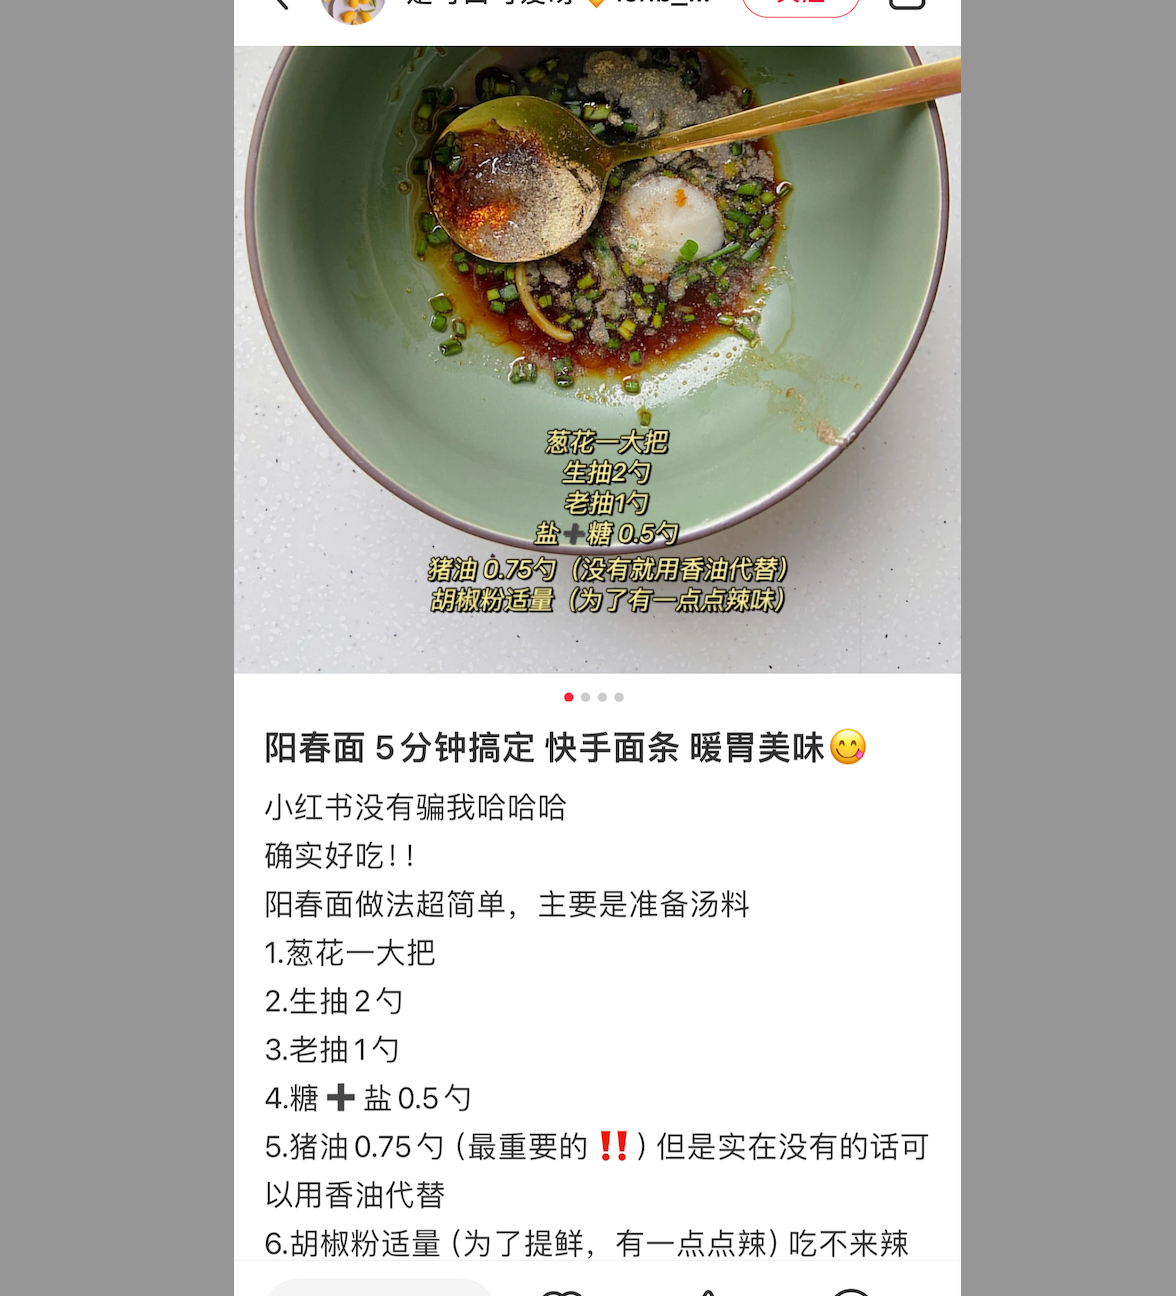 葱花一大把
生抽2勺
老抽1勺
盐➕糖 0.5勺
猪油 0.75勺（没有就用香油代替）
胡椒粉适量（为了有一点点辣味）
阳春面 5分钟搞定 快手面条 暖胃美味😋
小红书没有骗我哈哈哈
确实好吃！！
阳春面做法超简单，主要是准备汤料
1.葱花一大把
2.生抽2勺
3.老抽1勺
4.糖➕盐0.5勺
5.猪油0.75勺（最重要的‼️）但是实在没有的话可
以用香油代替
6.胡椒粉适量（为了提鲜，有一点点辣）吃不来辣